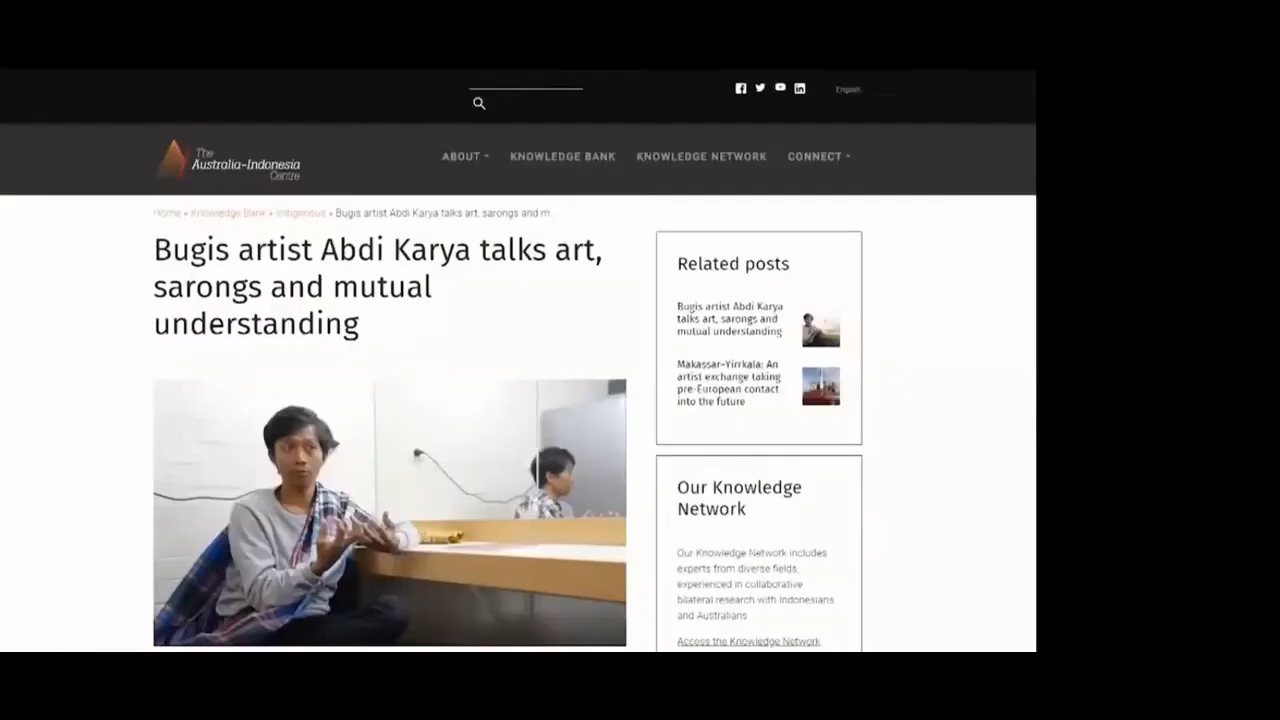 English
The
Australia-Indonesia
Centre
ABOUT
KNOWLEDGE BANK
KNOWLEDGE NETWORK
CONNECT
Home » Knowledge Bank » Indigenous » Bugis artist Abdi Karya talks art, sarongs and m
Bugis artist Abdi Karya talks art,
sarongs and mutual
understanding
Related posts
Bugis artist Abdi Karya
talks art, sarongs and
mutual understanding
Makassar-Yirrkala: An
artist exchange taking
pre-European contact
into the future
Our Knowledge
Network
Our Knowledge Network includes
experts from diverse fields,
experienced in collaborative
bilateral research with Indonesians
and Australians
Access the Knowledge Network